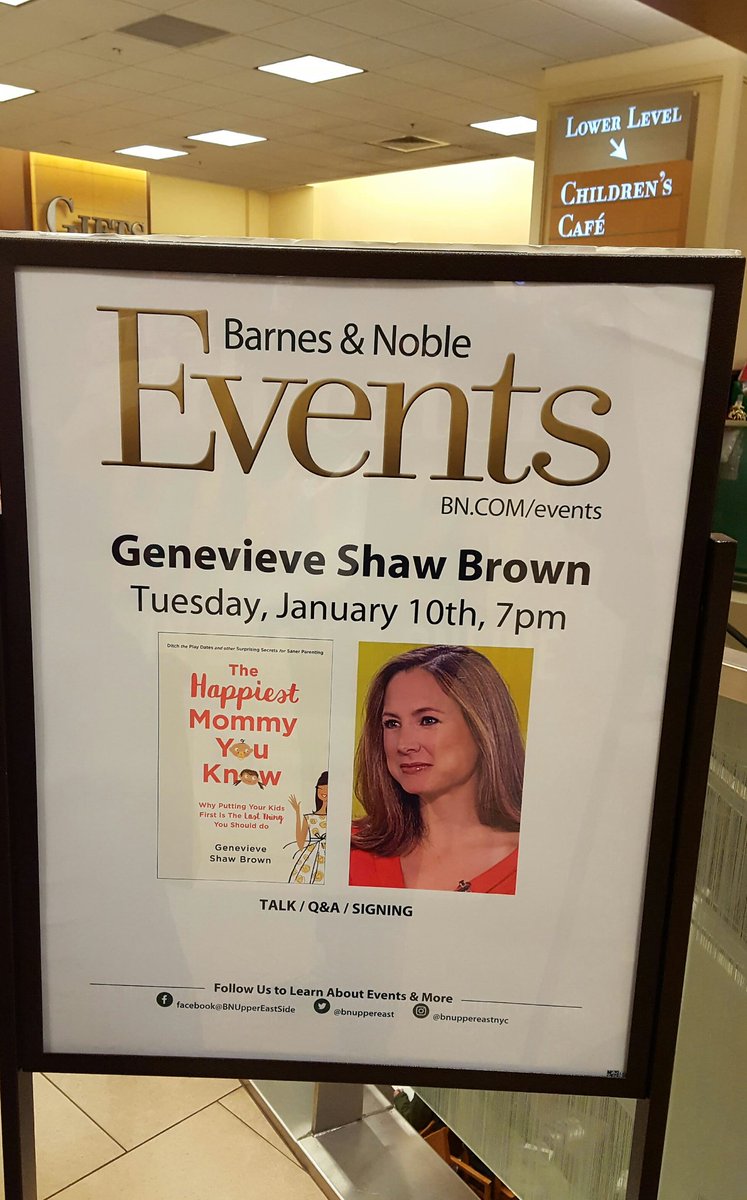 GIFTS
LOWER LEVEL
CHILDREN'S
CAFÉ
Barnes & Noble
Events
BN.COM/events
Genevieve Shaw Brown
Tuesday, January 10th, 7pm
Ditch the Play Dates and other Surprising Secrets for Saner Parenting
The
Happiest
Mommy
You
Know
Why Putting Your Kids
First Is The Last Thing
You Should do
Genevieve
Shaw Brown
TALK / Q&A / SIGNING
Follow Us to Learn About Events & More
facebook@BNUpperEastSide
@bnuppereast
@bnuppereastnyc